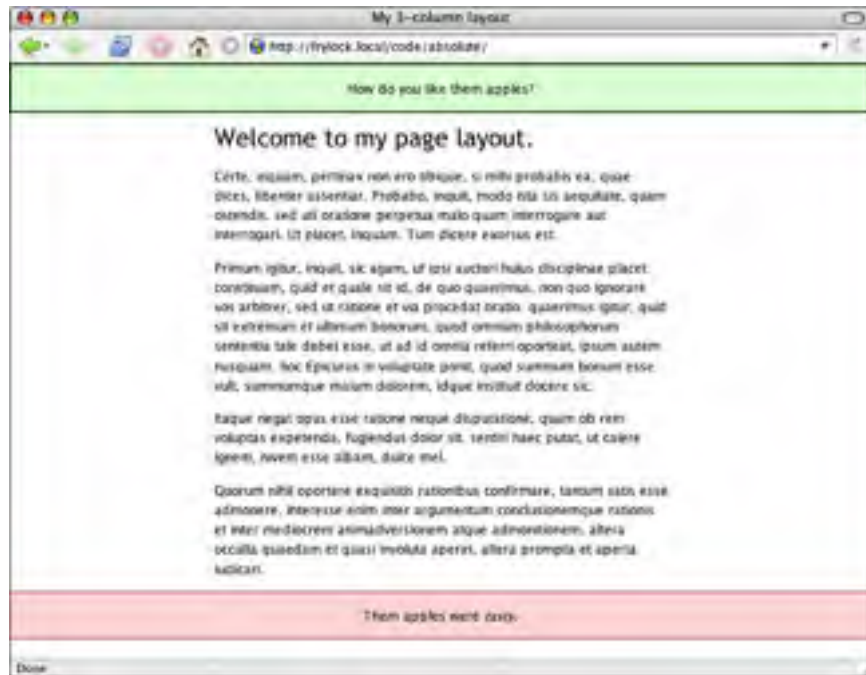 My 3-column layout
http://frylock.local/code/absolute/
How do you like them apples?
Welcome to my page layout.
Certe, inquam, pertinax non ero tibique, si mihi probabis ea, quae
dices, libenter assentiar. Probabo, inquit, modo ista sis aequitate, quam
ostendis. sed uti oratione perpetua malo quam interrogare aut
interrogari. Ut placet, inquam. Tum dicere exorsus est.
Primum igitur, inquit, sic agam, ut ipsi auctori huius disciplinae placet:
constituam, quid et quale sit id, de quo quaerimus, non quo ignorare
vos arbitrer, sed ut ratione et via procedat oratio. quaerimus igitur, quid
sit extremum et ultimum bonorum, quod omnium philosophorum
sententia tale debet esse, ut ad id omnia referri oporteat, ipsum autem
nusquam. hoc Epicurus in voluptate ponit, quod summum bonum esse
vult, summumque malum dolorem, idque instituit docere sic:
Itaque negat opus esse ratione neque disputatione, quam ob rem
voluptas expetenda, fugiendus dolor sit. sentiri haec putat, ut calere
ignem, nivem esse albam, dulce mel.
Quorum nihil oportere exquisitis rationibus confirmare, tantum satis esse
admonere. interesse enim inter argumentum conclusionemque rationis
et inter mediocrem animadversionem atque admonitionem. altera
occulta quaedam et quasi involuta aperiri, altera prompta et aperta
iudicari.
Them apples were tasty.
Done